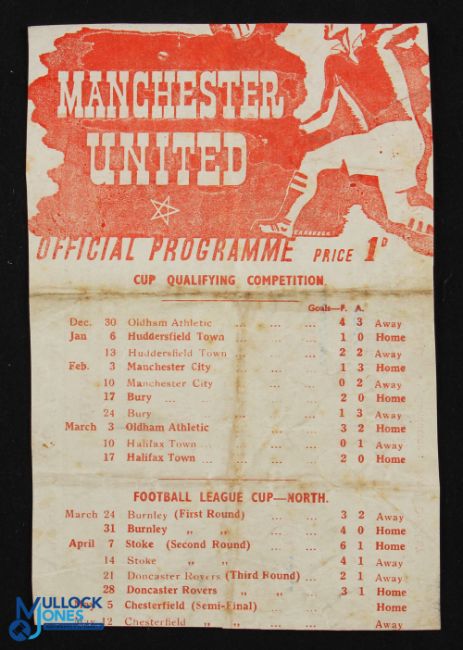 MANCHESTER
UNITED
OFFICIAL PROGRAMME PRICE 1D
CUP QUALIFYING COMPETITION.
Goals—F. A.
Dec. 30 Oldham Athletic ... ... ... 4 3 Away
Jan 6 Huddersfield Town ... ... ... 1 0 Home
13 Huddersfield Town ... ... ... 2 2 Away
Feb. 3 Manchester City ... ... ... 1 3 Home
10 Manchester City ... ... ... 0 2 Away
17 Bury ... ... ... ... ... 2 0 Home
24 Bury ... ... ... ... 1 3 Away
March 3 Oldham Athletic ... ... ... 3 2 Home
10 Halifax Town ... ... ... ... 0 1 Away
17 Halifax Town ... ... ... ... 2 0 Home
FOOTBALL LEAGUE CUP—NORTH.
March 24 Burnley (First Round) ... ... 3 2 Away
31 Burnley " " ... ... 4 0 Home
April 7 Stoke (Second Round) ... ... 6 1 Home
14 Stoke " " ... ... 4 1 Away
21 Doncaster Rovers (Third Round) ... 2 1 Away
28 Doncaster Rovers " " ... 3 1 Home
5 Chesterfield (Semi-Final) ... ... Home
May 12 Chesterfield " " ... ... Away
MULLOCK
JONES